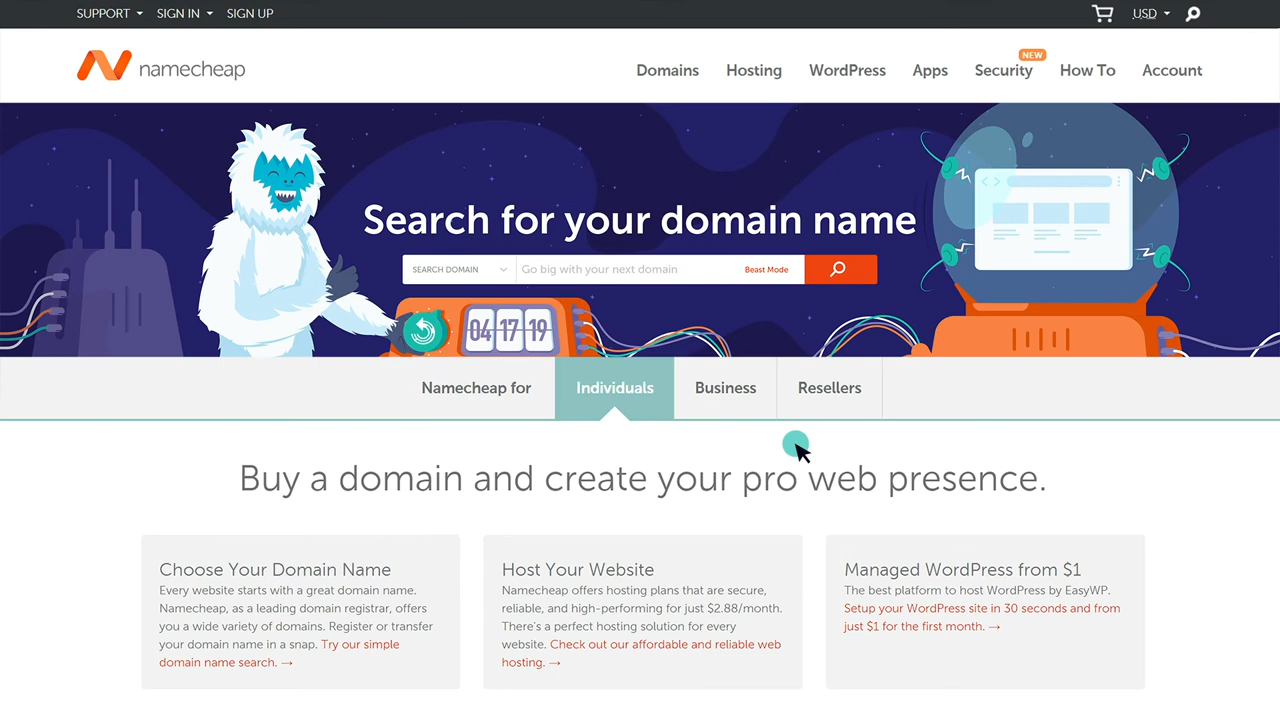 SUPPORT SIGN IN SIGN UP USD
NEW
namecheap Domains Hosting WordPress Apps Security How To Account
Search for your domain name
SEARCH DOMAIN Go big with your next domain Beast Mode
04 17 19
Namecheap for Individuals Business Resellers
Buy a domain and create your pro web presence.
Choose Your Domain Name
Every website starts with a great domain name.
Namecheap, as a leading domain registrar, offers
you a wide variety of domains. Register or transfer
your domain name in a snap. Try our simple
domain name search. →
Host Your Website
Namecheap offers hosting plans that are secure,
reliable, and high-performing for just $2.88/month.
There's a perfect hosting solution for every
website. Check out our affordable and reliable web
hosting. →
Managed WordPress from $1
The best platform to host WordPress by EasyWP.
Setup your WordPress site in 30 seconds and from
just $1 for the first month. →